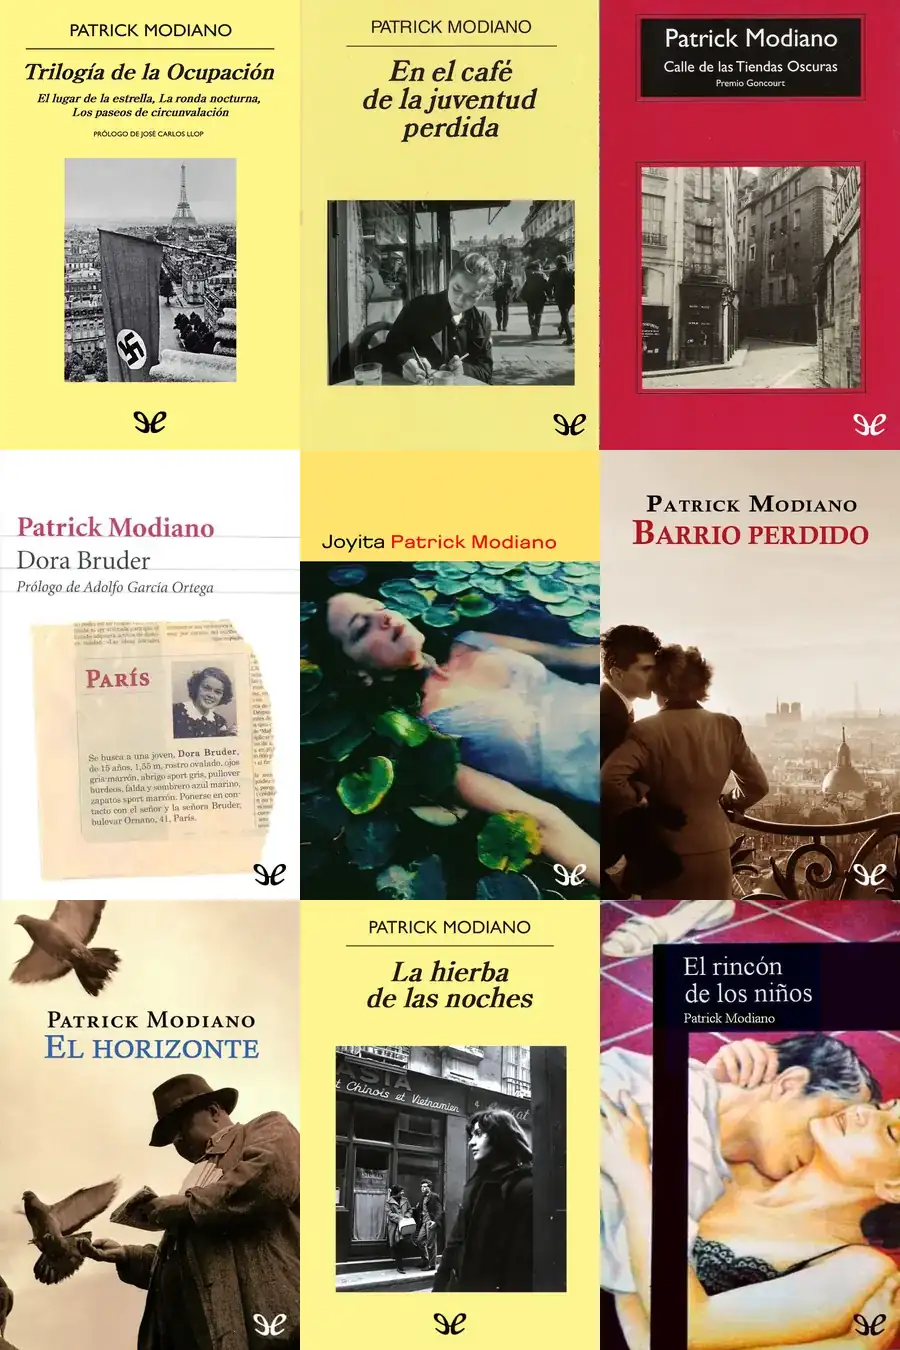 PATRICK MODIANO
Trilogía de la Ocupación
El lugar de la estrella, La ronda nocturna,
Los paseos de circunvalación
PRÓLOGO DE JOSÉ CARLOS LLOP
PATRICK MODIANO
En el café
de la juventud
perdida
Patrick Modiano
Calle de las Tiendas Oscuras
Premio Goncourt
Patrick Modiano
Dora Bruder
Prólogo de Adolfo García Ortega
PARÍS
Se busca a una joven, Dora Bruder,
de 15 años, 1,55 m, rostro ovalado, ojos
gris marrón, abrigo sport gris, pullover
burdeos, falda y sombrero azul marino,
zapatos sport marrón. Ponerse en con-
tacto con el señor y la señora Bruder,
bulevar Ornano, 41, París.
Joyita Patrick Modiano
PATRICK MODIANO
BARRIO PERDIDO
PATRICK MODIANO
EL HORIZONTE
PATRICK MODIANO
La hierba
de las noches
ASIA
t Chinois et Vietnamien
El rincón
de los niños
Patrick Modiano